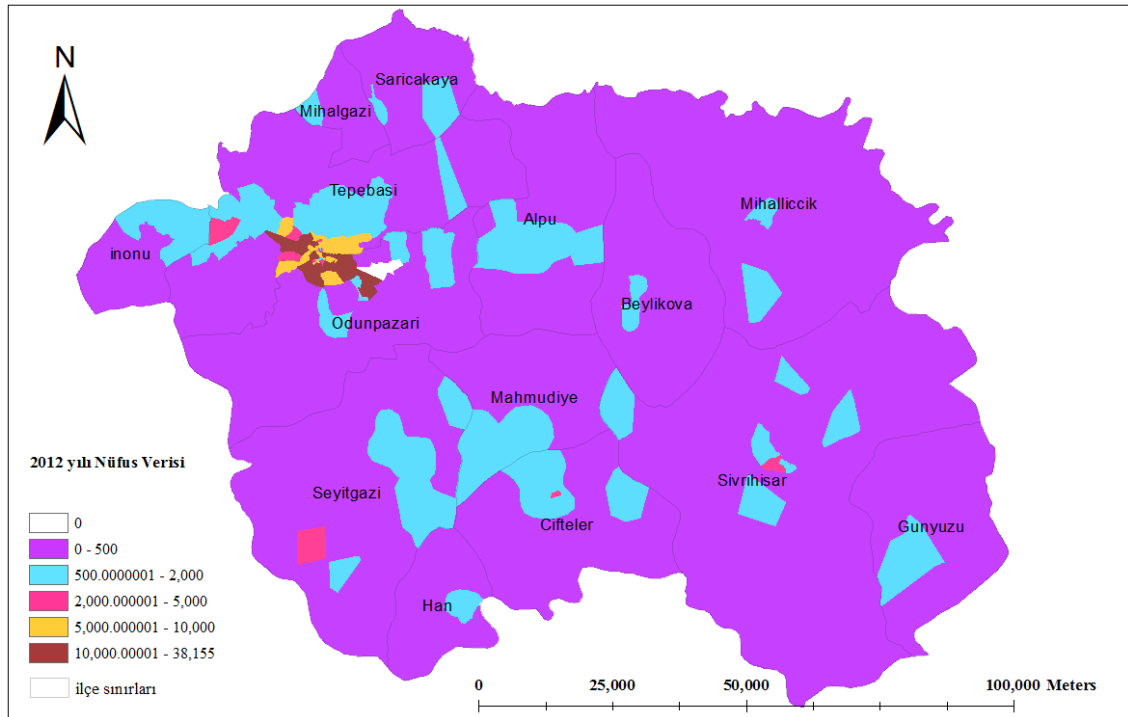 N
Saricakaya
Mihalgazi
Tepebasi
Mihalliccik
Alpu
inonu
Beylikova
Odunpazari
Mahmudiye
2012 yılı Nüfus Verisi
Seyitgazi
Sivrihisar
Cifteler
Gunyuzu
0
0 - 500
500.0000001 - 2,000
2,000.000001 - 5,000
5,000.000001 - 10,000
10,000.00001 - 38,155
ilçe sınırları
Han
0 25,000 50,000 100,000 Meters